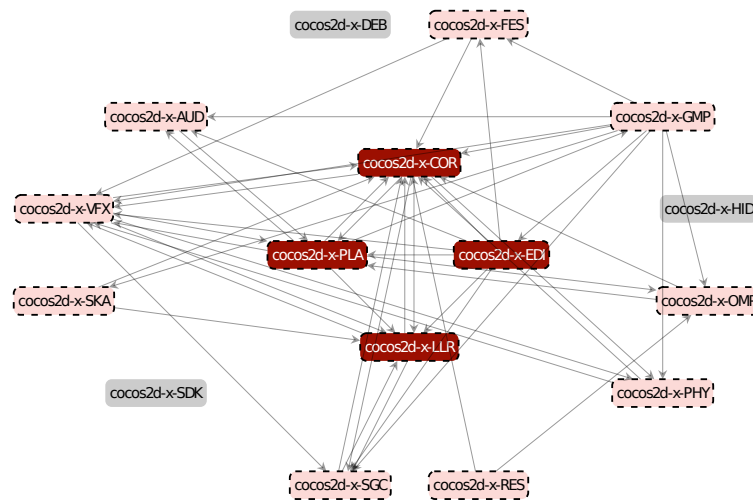 cocos2d-x-FES
cocos2d-x-DEB
cocos2d-x-AUD
cocos2d-x-GMP
cocos2d-x-COR
cocos2d-x-VFX
cocos2d-x-HID
cocos2d-x-PLA
cocos2d-x-EDI
cocos2d-x-SKA
cocos2d-x-OMP
cocos2d-x-LLR
cocos2d-x-SDK
cocos2d-x-PHY
cocos2d-x-SGC
cocos2d-x-RES